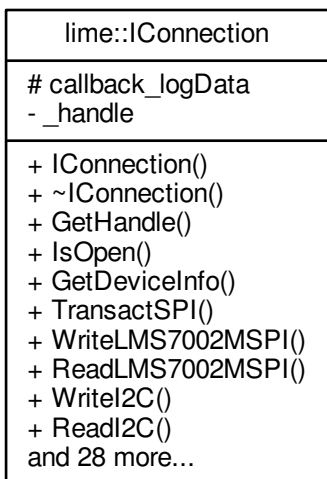 lime::IConnection
# callback_logData
- _handle
+ IConnection()
+ ~IConnection()
+ GetHandle()
+ IsOpen()
+ GetDeviceInfo()
+ TransactSPI()
+ WriteLMS7002MSPI()
+ ReadLMS7002MSPI()
+ WriteI2C()
+ ReadI2C()
and 28 more...